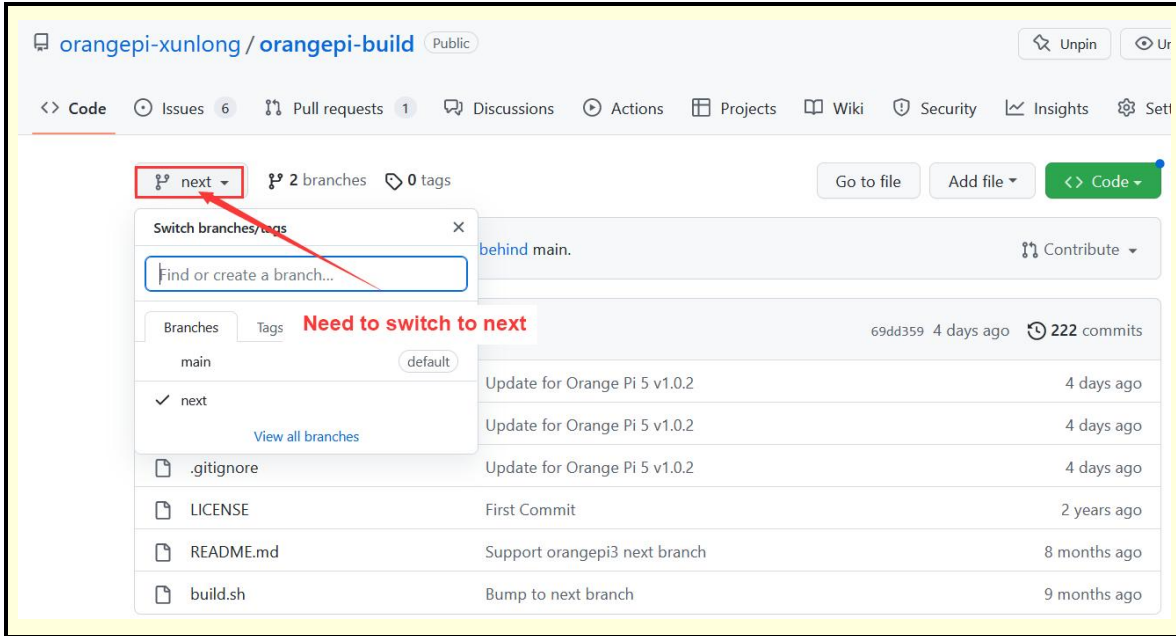 orangepi-xunlong / orangepi-build Public Unpin
Code Issues 6 Pull requests 1 Discussions Actions Projects Wiki Security Insights
next 2 branches 0 tags Go to file Add file Code
Switch branches/tags
behind main. Contribute
Find or create a branch...
Need to switch to next
Branches Tags 69dd359 4 days ago 222 commits
main default
Update for Orange Pi 5 v1.0.2 4 days ago
next
Update for Orange Pi 5 v1.0.2 4 days ago
View all branches
.gitignore Update for Orange Pi 5 v1.0.2 4 days ago
LICENSE First Commit 2 years ago
README.md Support orangepi3 next branch 8 months ago
build.sh Bump to next branch 9 months ago